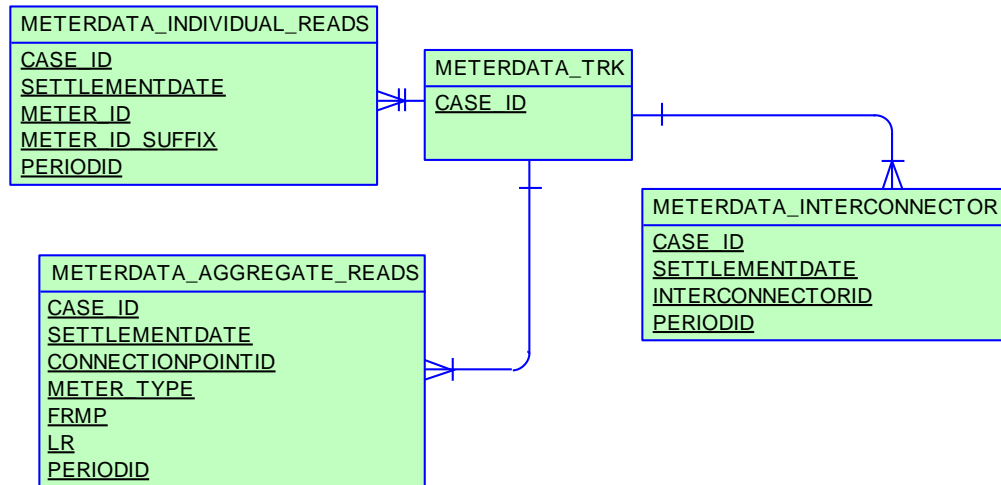 METERDATA_INDIVIDUAL_READS
CASE_ID
SETTLEMENTDATE
METER_ID
METER_ID_SUFFIX
PERIODID
METERDATA_TRK
CASE_ID
METERDATA_INTERCONNECTOR
CASE_ID
SETTLEMENTDATE
INTERCONNECTORID
PERIODID
METERDATA_AGGREGATE_READS
CASE_ID
SETTLEMENTDATE
CONNECTIONPOINTID
METER_TYPE
FRMP
LR
PERIODID